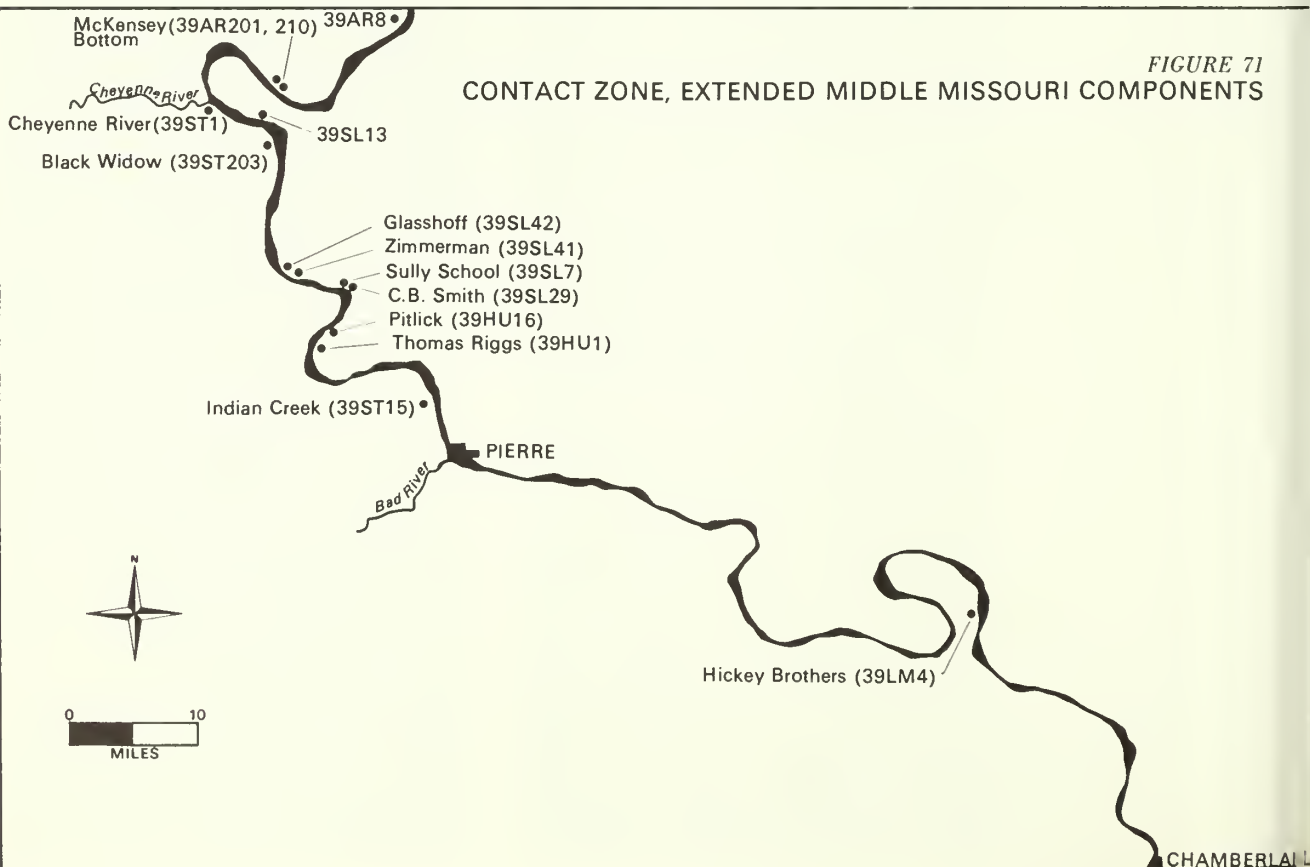 McKensey (39AR201, 210) 39AR8
Bottom
FIGURE 71
CONTACT ZONE, EXTENDED MIDDLE MISSOURI COMPONENTS
Cheyenne River
Cheyenne River (39ST1)
39SL13
Black Widow (39ST203)
Glasshoff (39SL42)
Zimmerman (39SL41)
Sully School (39SL7)
C.B. Smith (39SL29)
Pitlick (39HU16)
Thomas Riggs (39HU1)
Indian Creek (39ST15)
PIERRE
Bad River
N
Hickey Brothers (39LM4)
0 10
MILES